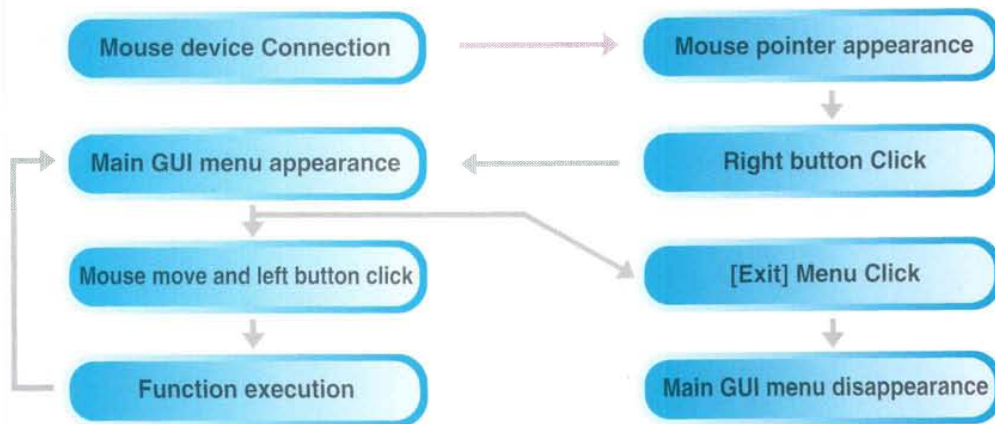 Mouse device Connection
Mouse pointer appearance
Main GUI menu appearance
Right button Click
Mouse move and left button click
[Exit] Menu Click
Function execution
Main GUI menu disappearance